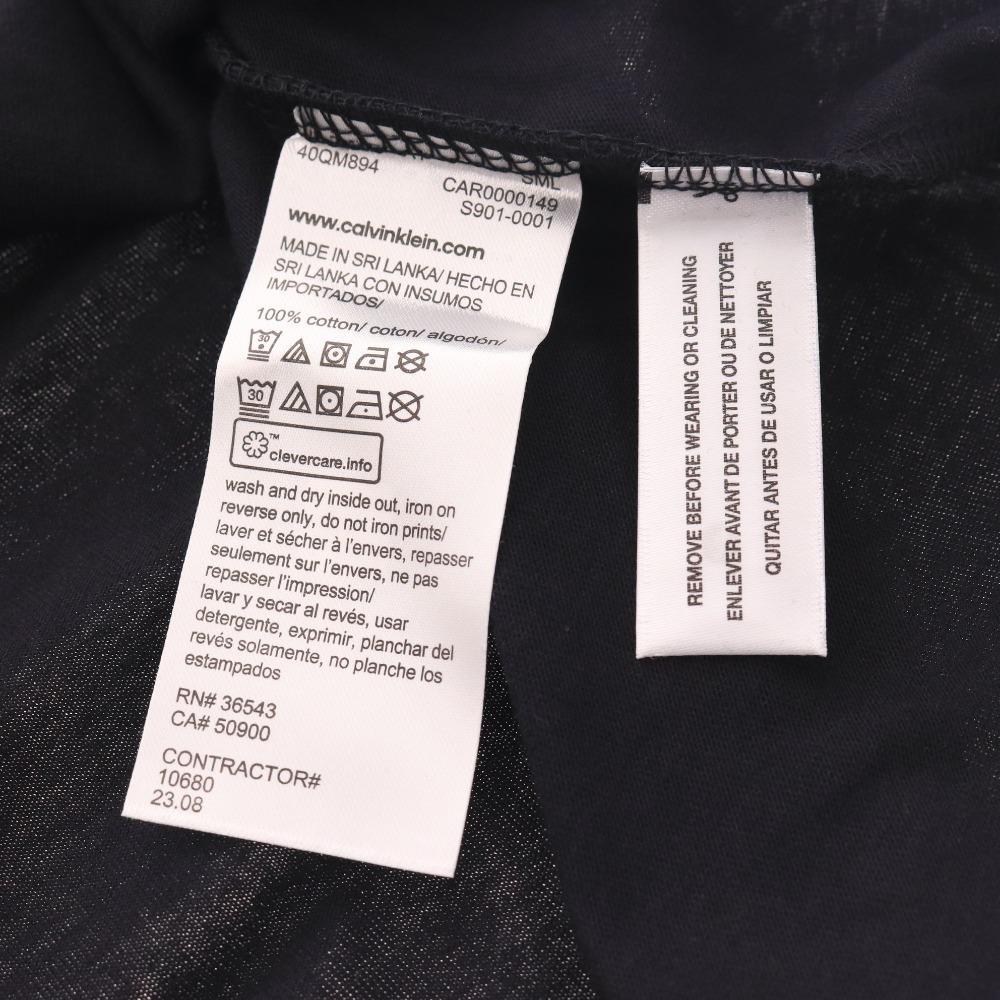 40QM894
SML
CAR0000149
S901-0001
www.calvinklein.com
MADE IN SRI LANKA/ HECHO EN
SRI LANKA CON INSUMOS
IMPORTADOS/
100% cotton/ coton/ algodón/
30
30
™
clevercare.info
wash and dry inside out, iron on
reverse only, do not iron prints/
laver et sécher à l'envers, repasser
seulement sur l'envers, ne pas
repasser l'impression/
lavar y secar al revés, usar
detergente, exprimir, planchar del
revés solamente, no planche los
estampados
RN# 36543
CA# 50900
CONTRACTOR#
10680
23.08
REMOVE BEFORE WEARING OR CLEANING
ENLEVER AVANT DE PORTER OU DE NETTOYER
QUITAR ANTES DE USAR O LIMPIAR